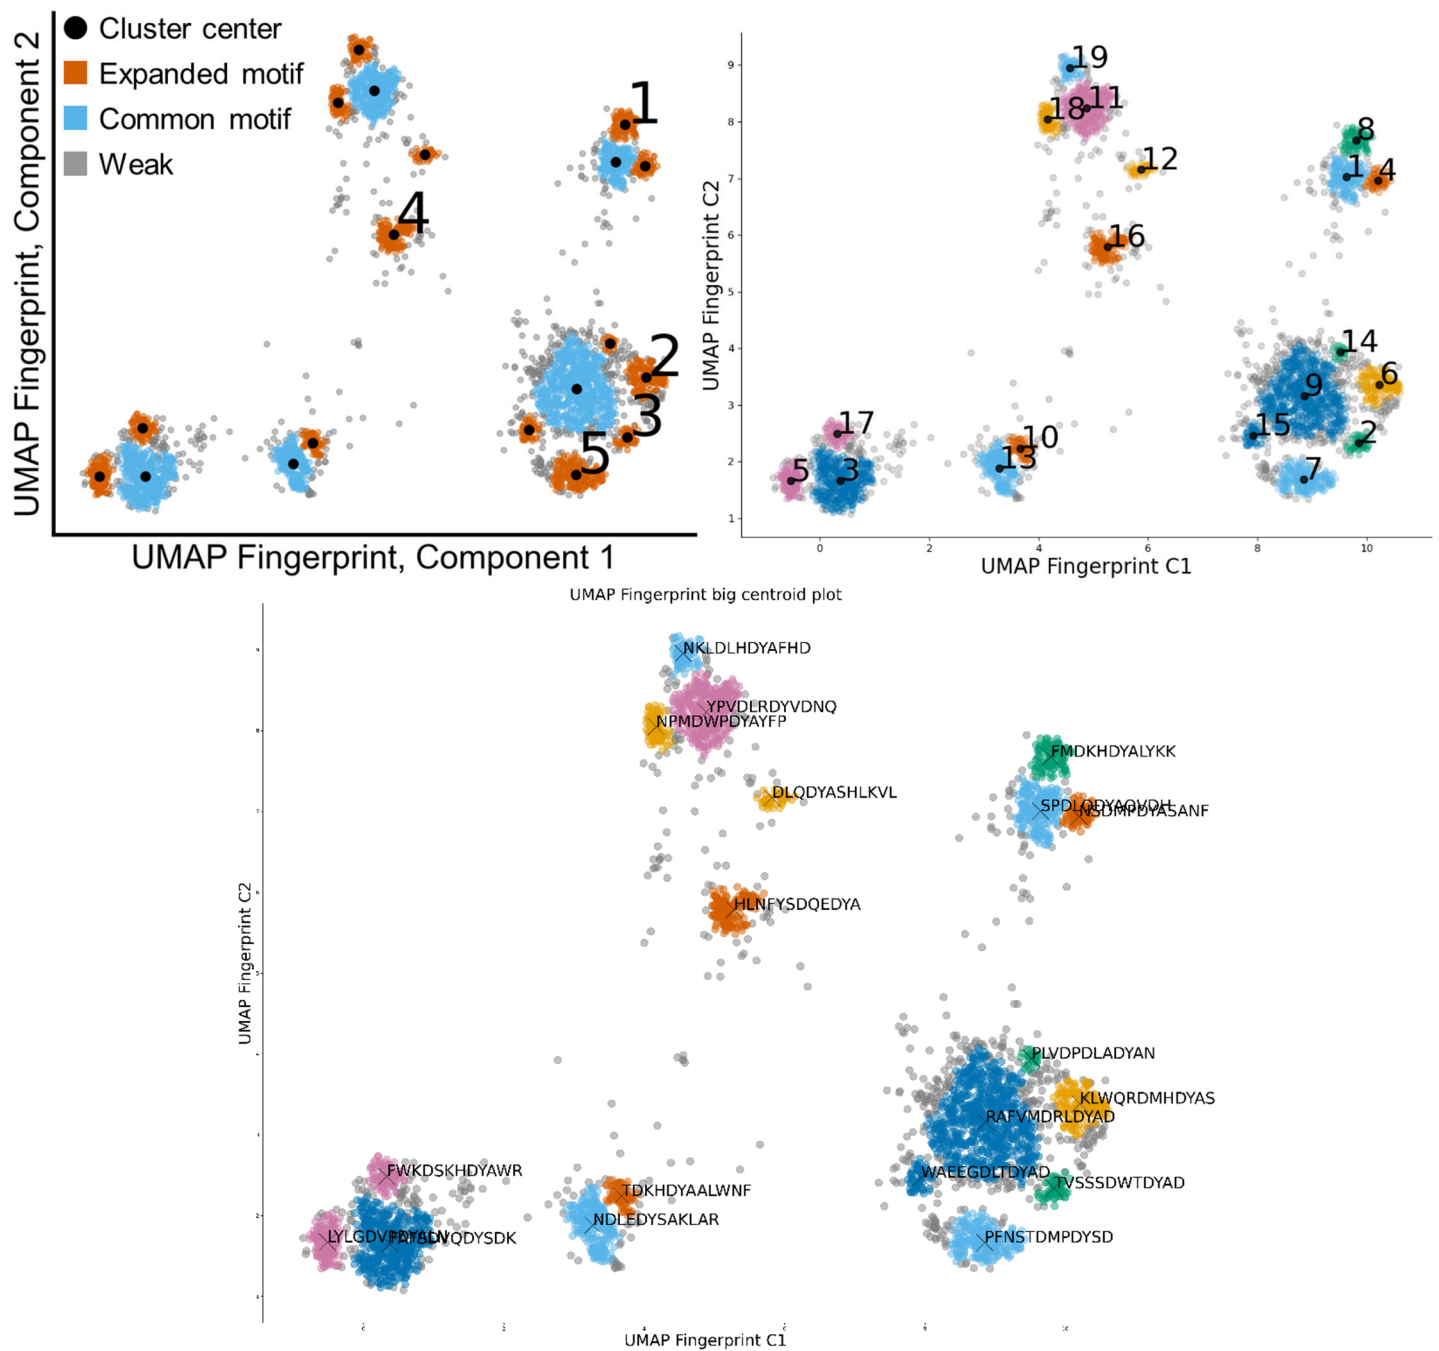 Cluster center
Expanded motif
Common motif
Weak
1
4
2
3
5
UMAP Fingerprint, Component 2
UMAP Fingerprint, Component 1
19
11
18
12
16
8
1
4
14
9
6
15
2
7
17
5
3
10
13
9
8
7
6
5
4
3
2
1
0
2
4
6
8
10
UMAP Fingerprint C2
UMAP Fingerprint C1
UMAP Fingerprint big centroid plot
NKLDLHDYAFHD
YPVDLRDYVDNQ
NPMDWPDYAYFP
DLQDYASHLKVL
HLNFYSDQEDYA
FMDKHDYALYKK
NSDMPDYASANF
PLVDPDLADYAN
KLWQRDMHDYAS
RAFVMDRLDYAD
WAEEGDLTDYAD
TVSSSDWTDYAD
PFNSTDMPDYSD
FWKDSKHDYAWR
TDKHDYAALWNF
NDLEDYSAKLAR
UMAP Fingerprint C2
UMAP Fingerprint C1